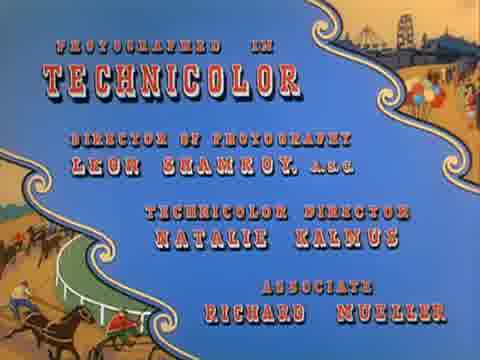 PHOTOGRAPHED IN
TECHNICOLOR
DIRECTOR OF PHOTOGRAPHY
LEON SHAMROY, A.S.C.
TECHNICOLOR DIRECTOR
NATALIE KALMUS
ASSOCIATE
RICHARD MUELLER